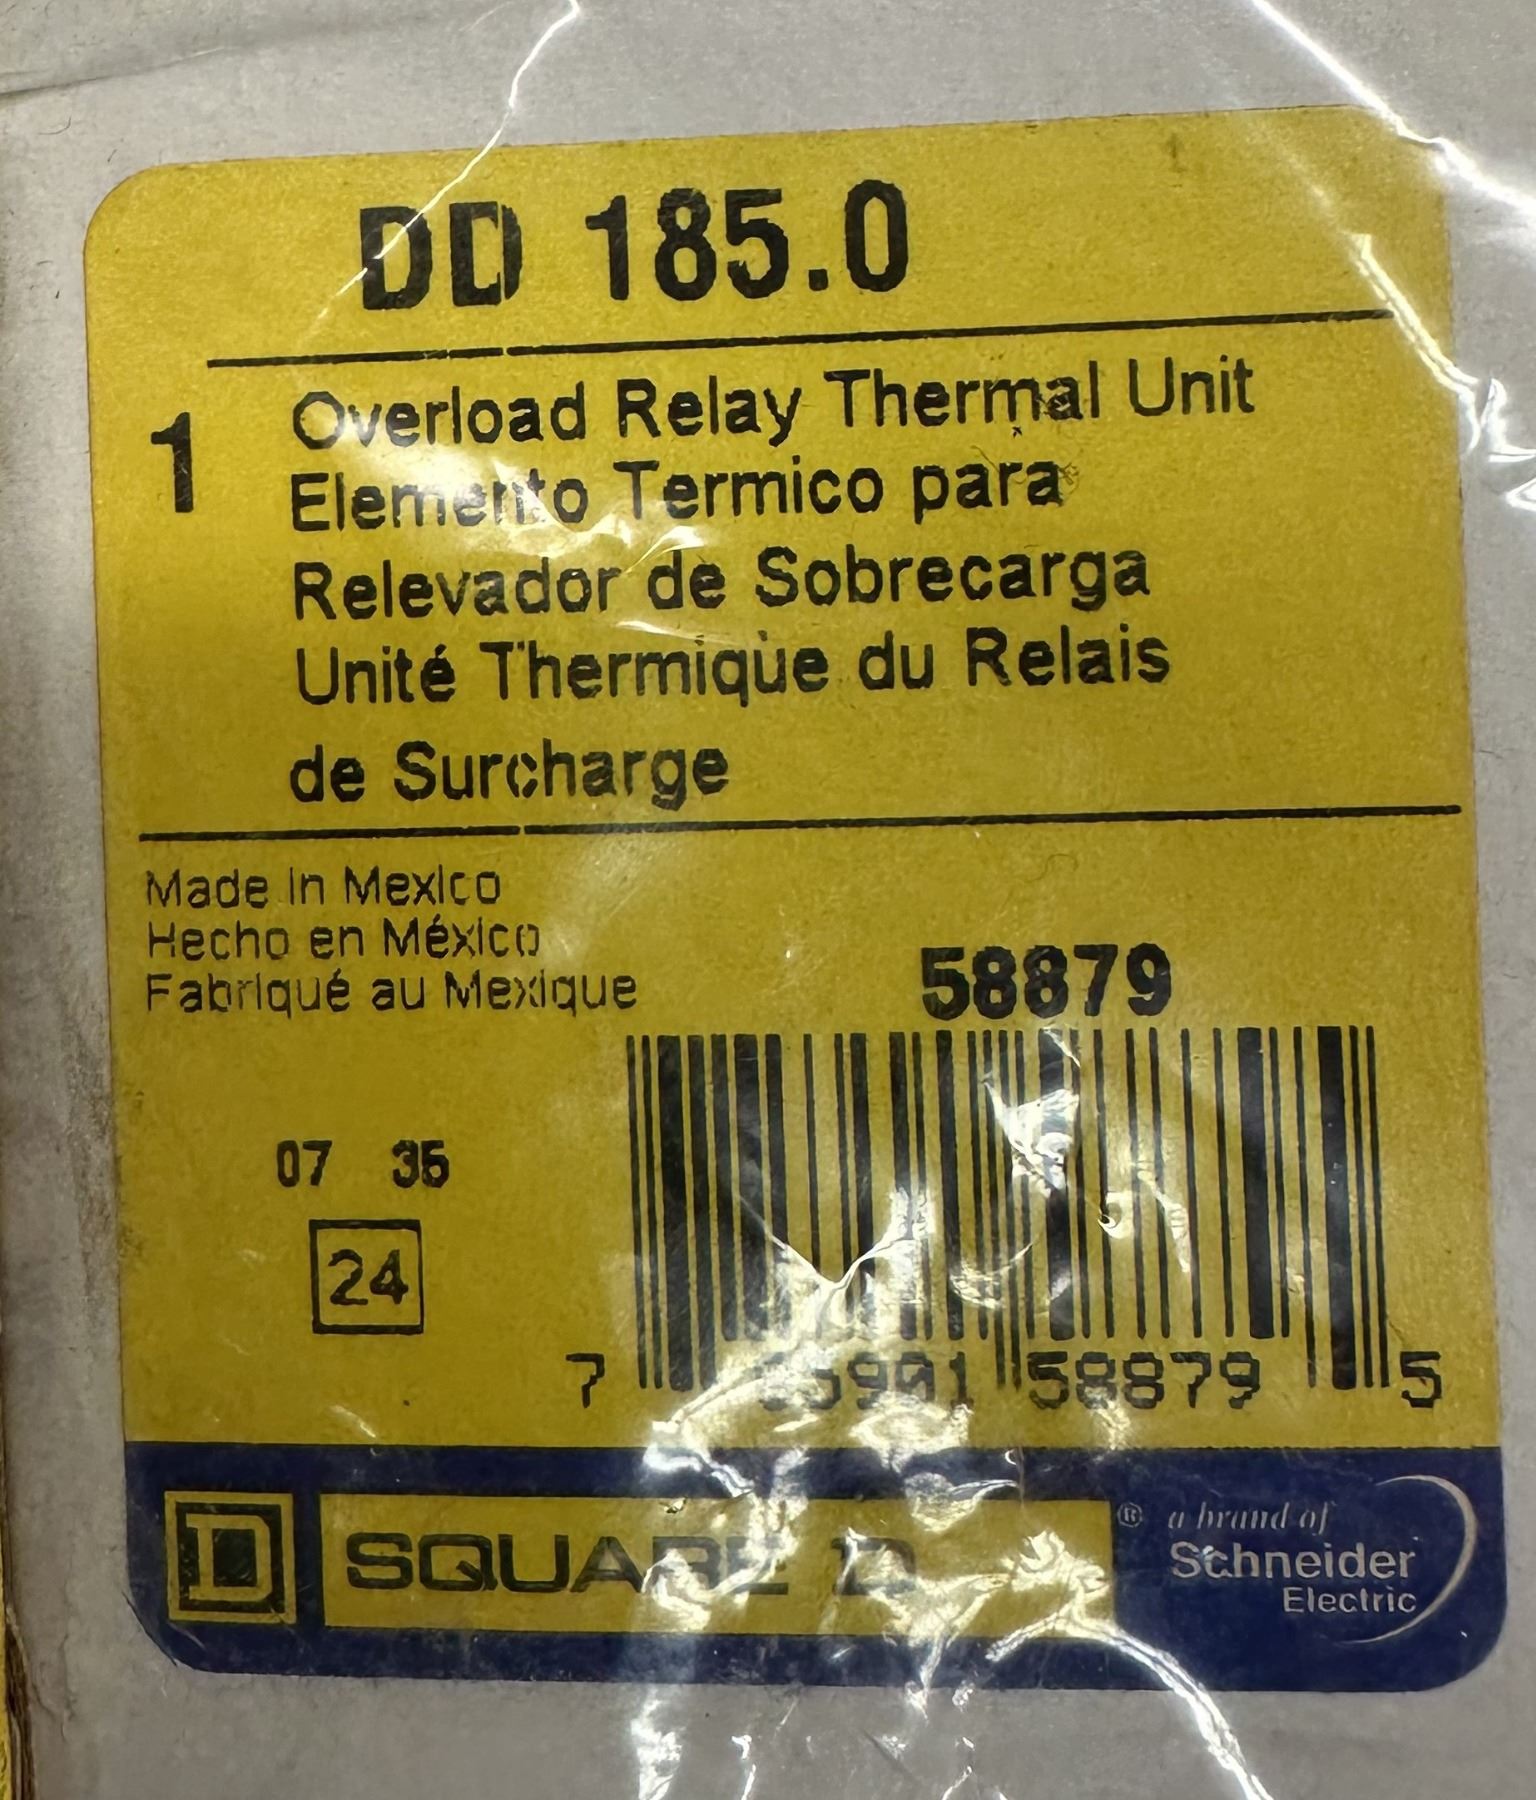 DD 185.0
1
Overload Relay Thermal Unit
Elemento Termico para
Relevador de Sobrecarga
Unité Thermique du Relais
de Surcharge
Made in Mexico
Hecho en México
Fabriqué au Mexique
58879
07 35
24
7 85901 58879 5
D SQUARE D ® a brand of
Schneider
Electric